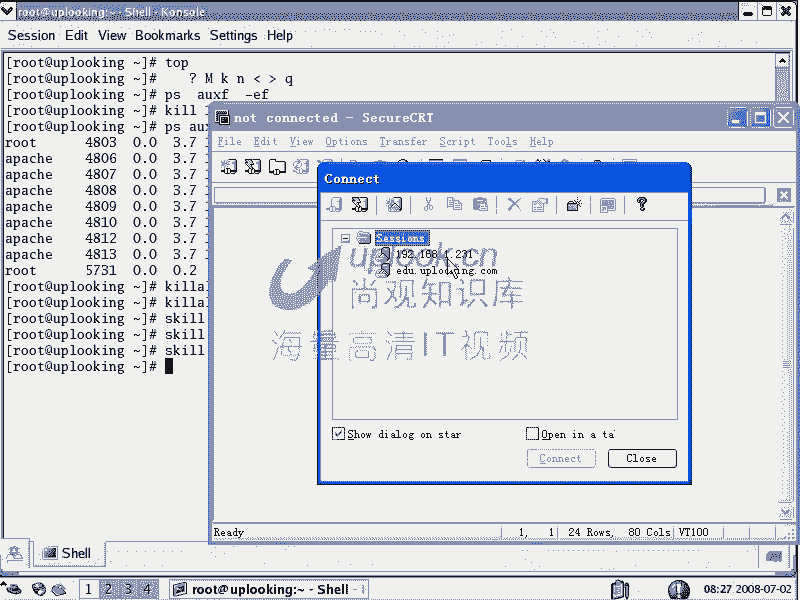 root@uplooking:~ - Shell - Konsole
Session Edit View Bookmarks Settings Help
[root@uplooking ~]# top
? M k n < > q
[root@uplooking ~]# ps auxf -ef
[root@uplooking ~]# kill
[root@uplooking ~]# ps au
root 4803 0.0 3.7
apache 4806 0.0 3.7
apache 4807 0.0 3.7
apache 4808 0.0 3.7
apache 4809 0.0 3.7
apache 4810 0.0 3.7
apache 4812 0.0 3.7
apache 4813 0.0 3.7
root 5731 0.0 0.2
[root@uplooking ~]# killal
[root@uplooking ~]# killal
[root@uplooking ~]# skill
[root@uplooking ~]# skill
[root@uplooking ~]# skill
[root@uplooking ~]#
not connected - SecureCRT
File Edit View Options Transfer Script Tools Help
Connect
Sessions
192.168.1.231
edu.uplooking.com
uplook.cn
尚观知识库
海量高清IT视频
Show dialog on star
Open in a ta
Connect Close
Ready 1, 1 24 Rows, 80 Cols VT100
Shell
1 2 3 4 root@uplooking:~ - Shell - 08:27 2008-07-02